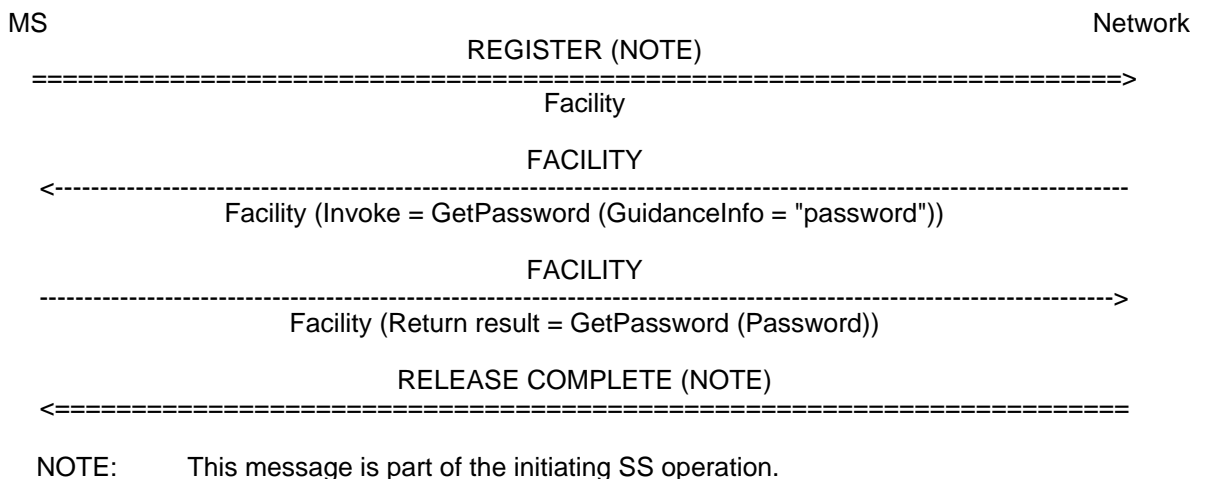 MS Network
REGISTER (NOTE)
========================================================================>
Facility
FACILITY
<------------------------------------------------------------------------------------------------------------------------
Facility (Invoke = GetPassword (GuidanceInfo = "password"))
FACILITY
------------------------------------------------------------------------------------------------------------------------>
Facility (Return result = GetPassword (Password))
RELEASE COMPLETE (NOTE)
<=======================================================================
NOTE: This message is part of the initiating SS operation.